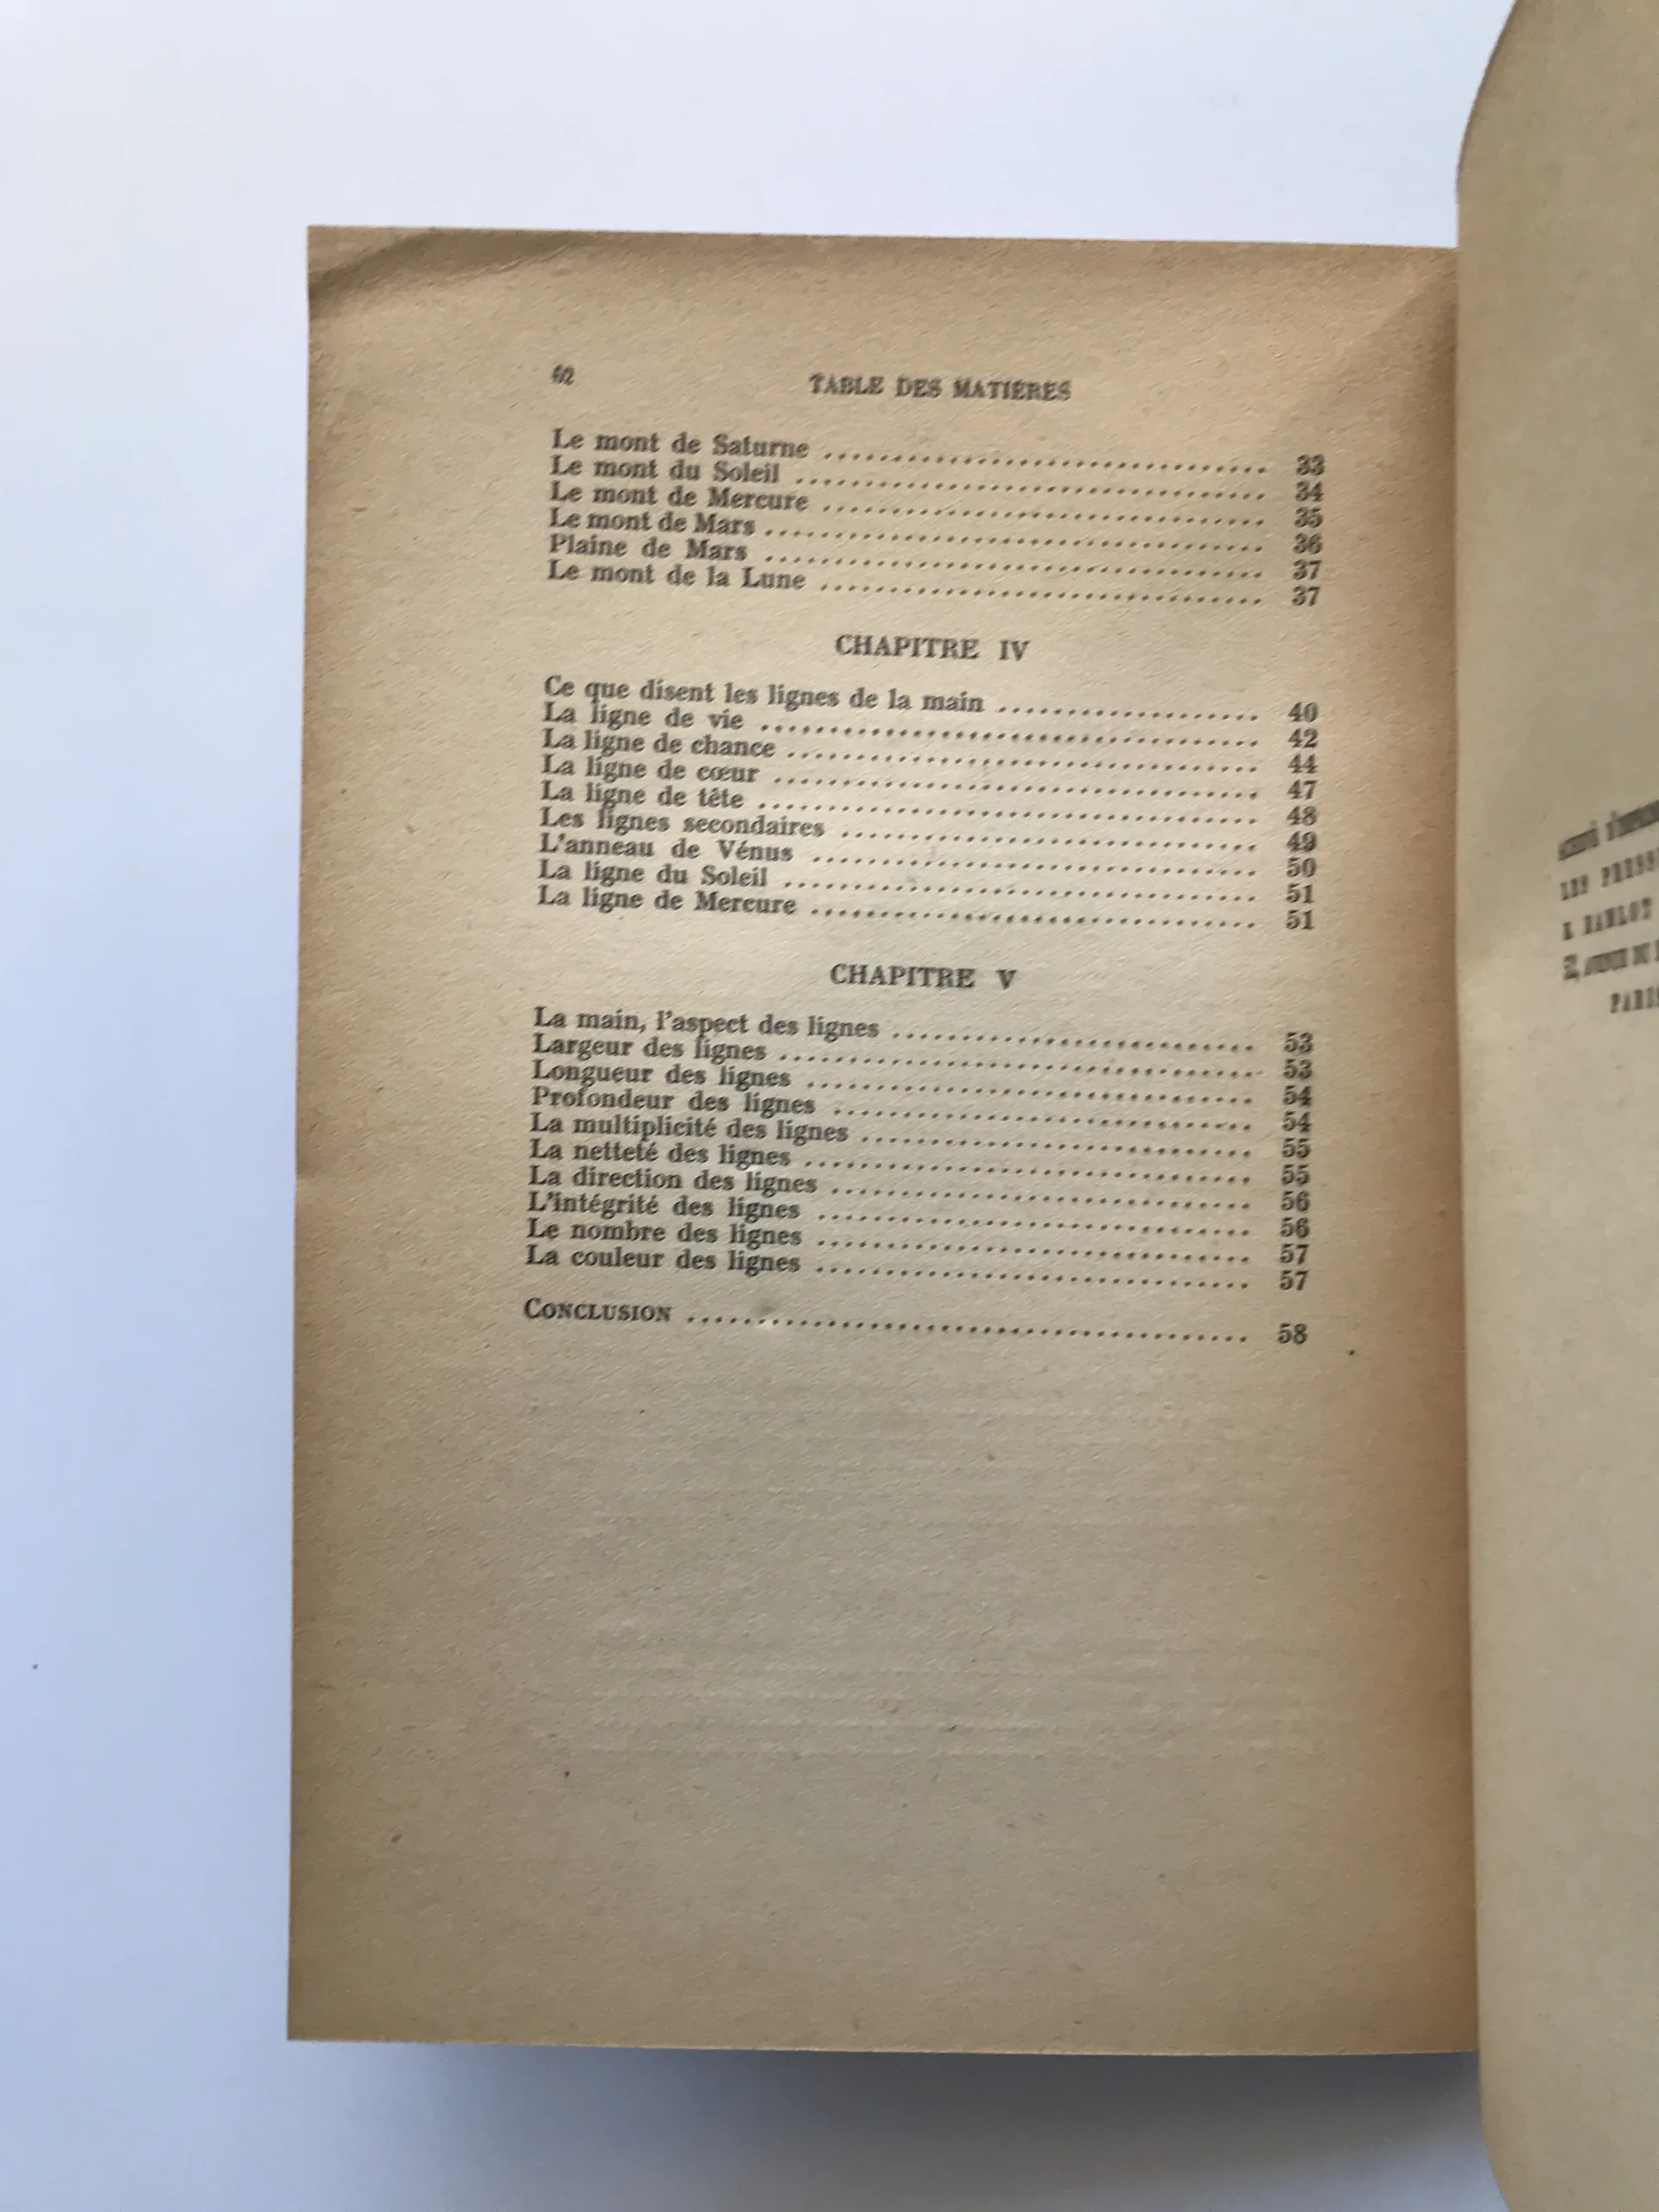 62 TABLE DES MATIÈRES
Le mont de Saturne ........ 33
Le mont du Soleil ........ 34
Le mont de Mercure ........ 35
Le mont de Mars ........ 36
Plaine de Mars ........ 37
Le mont de la Lune ........ 37
CHAPITRE IV
Ce que disent les lignes de la main ........ 40
La ligne de vie ........ 42
La ligne de chance ........ 44
La ligne de cœur ........ 47
La ligne de tête ........ 48
Les lignes secondaires ........ 49
L'anneau de Vénus ........ 50
La ligne du Soleil ........ 51
La ligne de Mercure ........ 51
CHAPITRE V
La main, l'aspect des lignes ........ 53
Largeur des lignes ........ 53
Longueur des lignes ........ 54
Profondeur des lignes ........ 54
La multiplicité des lignes ........ 55
La netteté des lignes ........ 55
La direction des lignes ........ 56
L'intégrité des lignes ........ 56
Le nombre des lignes ........ 57
La couleur des lignes ........ 57
CONCLUSION ........ 58
ACHEVÉ
LES
PARIS